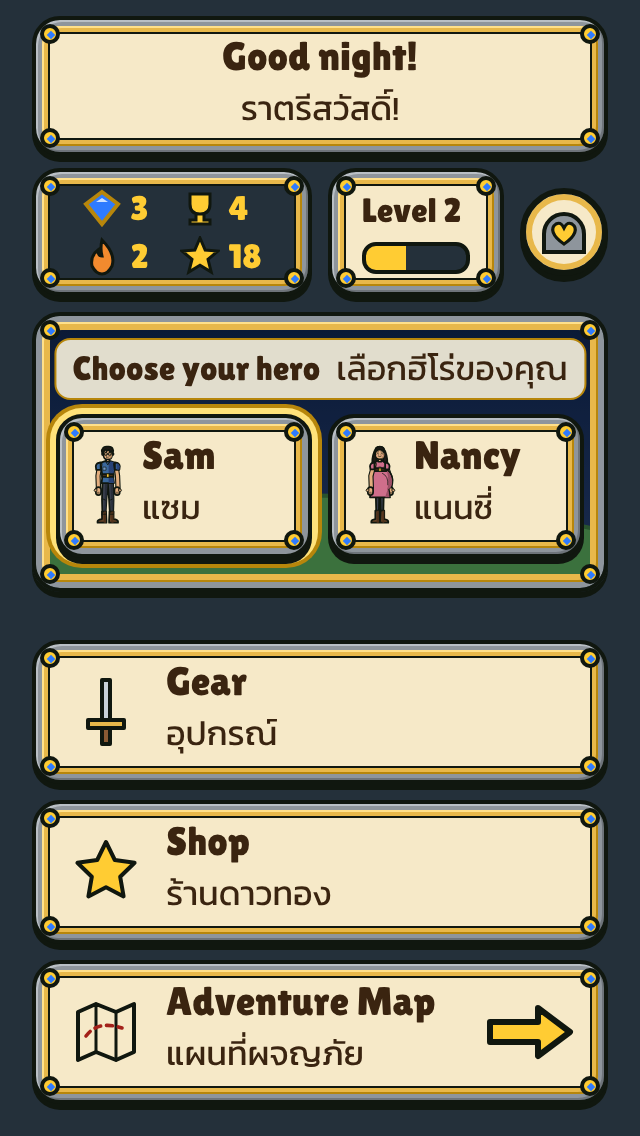 Good night!
ราตรีสวัสดิ์!
3 4
2 18
Level 2
Choose your hero เลือกฮีโร่ของคุณ
Sam
แซม
Nancy
แนนซี่
Gear
อุปกรณ์
Shop
ร้านดาวทอง
Adventure Map
แผนที่ผจญภัย